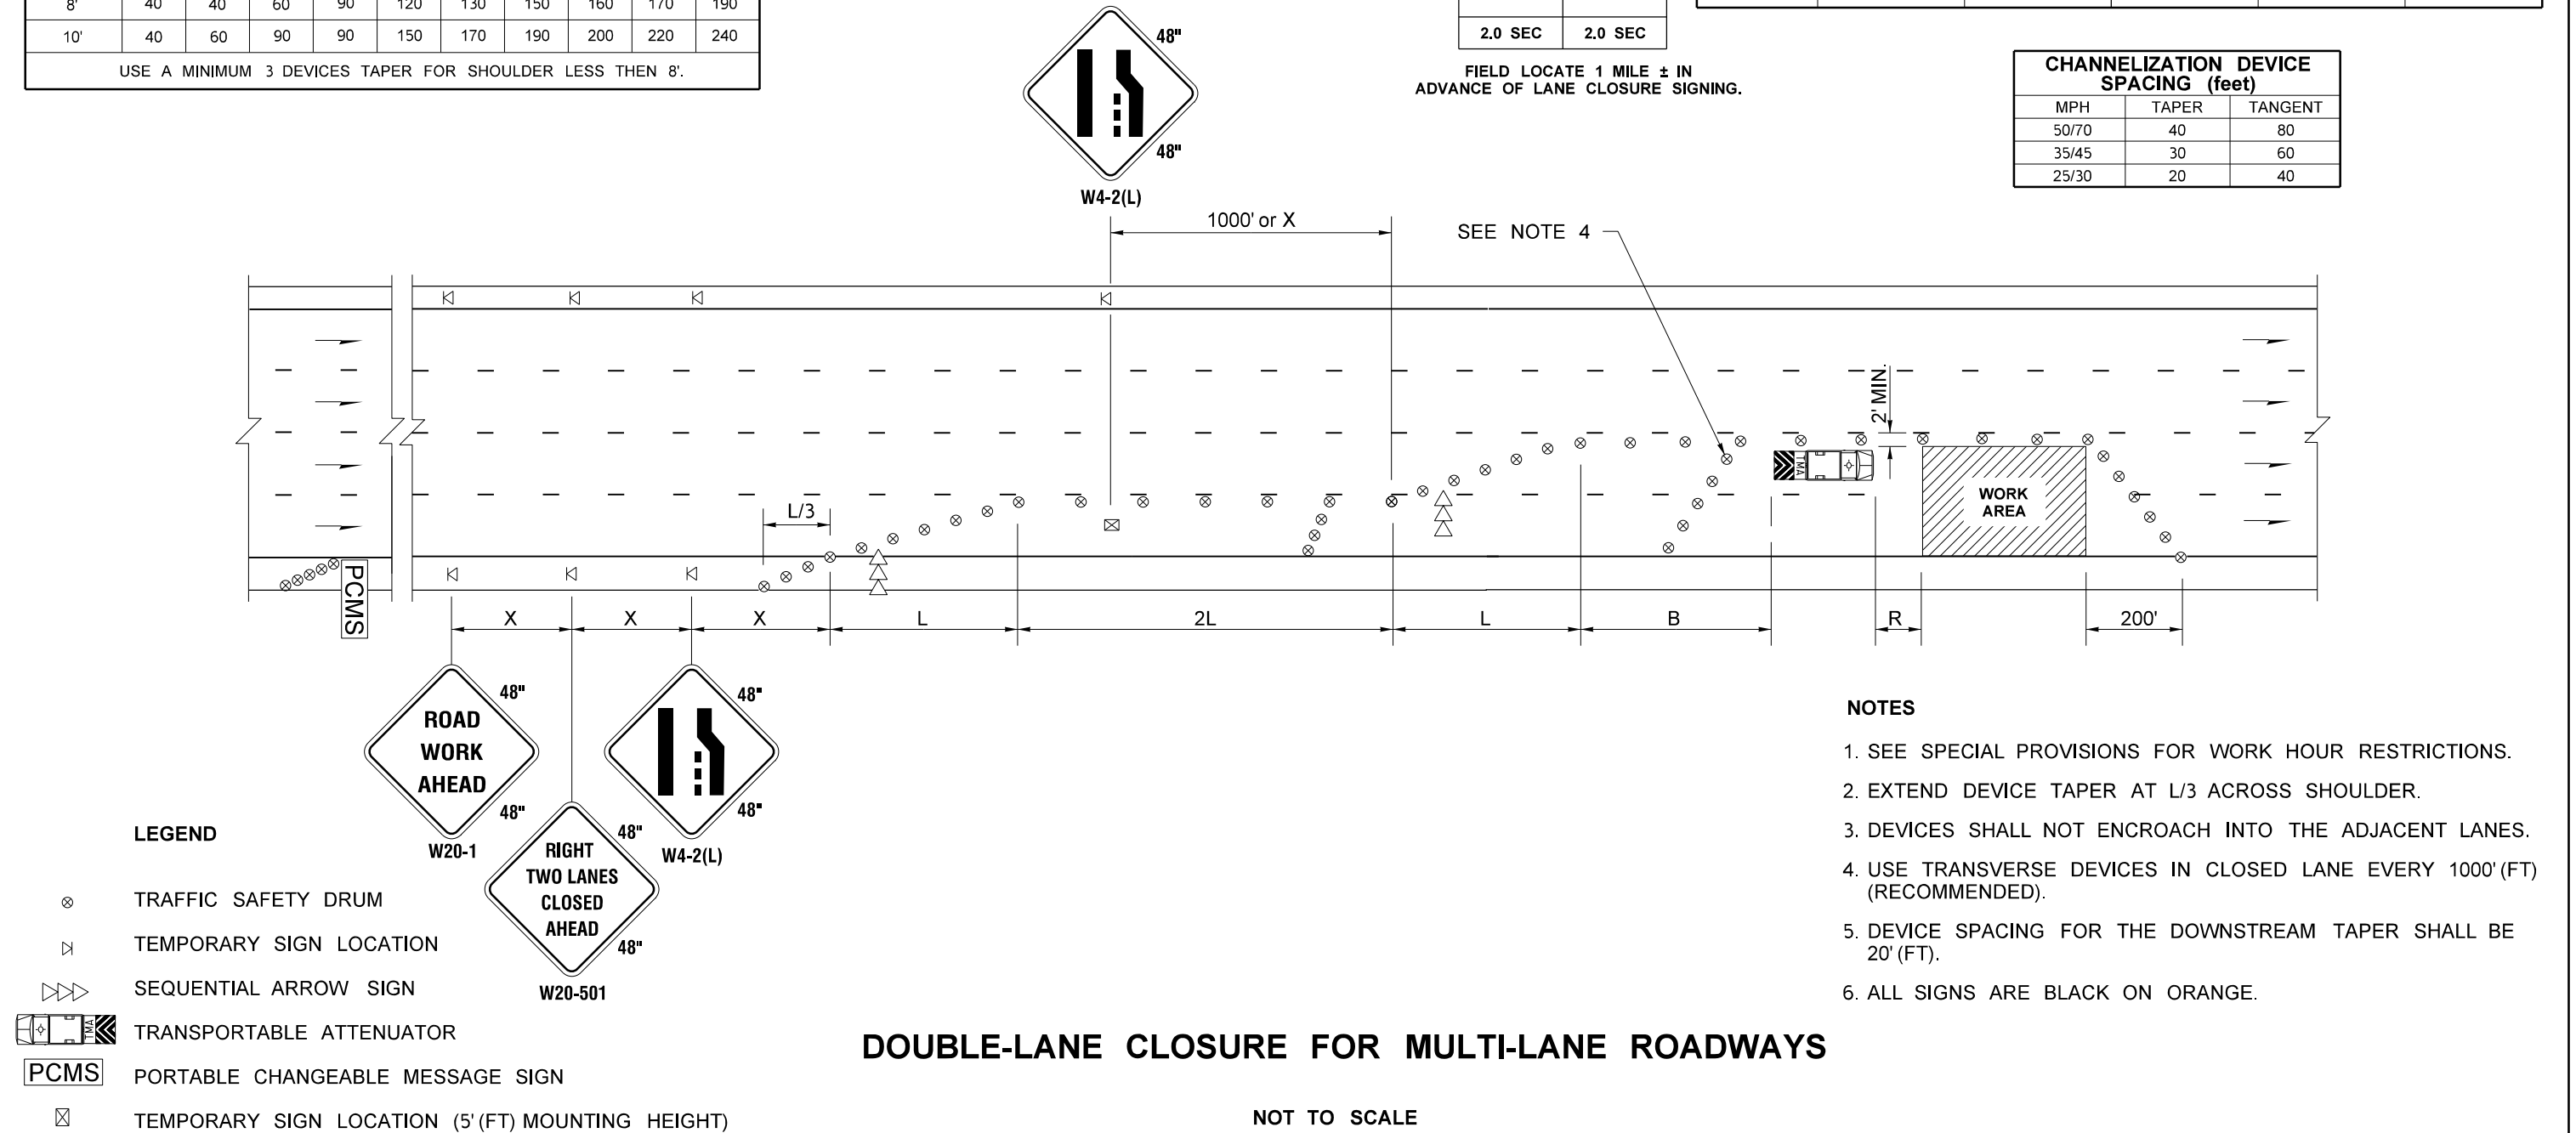 8' 40 40 60 90 120 130 150 160 170 190
10' 40 60 90 90 150 170 190 200 220 240
USE A MINIMUM 3 DEVICES TAPER FOR SHOULDER LESS THEN 8'.
48"
48"
W4-2(L)
2.0 SEC 2.0 SEC
FIELD LOCATE 1 MILE ± IN
ADVANCE OF LANE CLOSURE SIGNING.
CHANNELIZATION DEVICE
SPACING (feet)
MPH TAPER TANGENT
50/70 40 80
35/45 30 60
25/30 20 40
1000' or X
SEE NOTE 4
2' MIN.
TMA
WORK
AREA
L/3
PCMS
X X X L 2L L B R 200'
ROAD
WORK
AHEAD
48"
48"
W20-1
RIGHT
TWO LANES
CLOSED
AHEAD
48"
48"
W20-501
48"
48"
W4-2(L)
NOTES
1. SEE SPECIAL PROVISIONS FOR WORK HOUR RESTRICTIONS.
2. EXTEND DEVICE TAPER AT L/3 ACROSS SHOULDER.
3. DEVICES SHALL NOT ENCROACH INTO THE ADJACENT LANES.
4. USE TRANSVERSE DEVICES IN CLOSED LANE EVERY 1000' (FT)
(RECOMMENDED).
5. DEVICE SPACING FOR THE DOWNSTREAM TAPER SHALL BE
20' (FT).
6. ALL SIGNS ARE BLACK ON ORANGE.
LEGEND
TRAFFIC SAFETY DRUM
TEMPORARY SIGN LOCATION
SEQUENTIAL ARROW SIGN
TMA TRANSPORTABLE ATTENUATOR
PCMS PORTABLE CHANGEABLE MESSAGE SIGN
TEMPORARY SIGN LOCATION (5' (FT) MOUNTING HEIGHT)
DOUBLE-LANE CLOSURE FOR MULTI-LANE ROADWAYS
NOT TO SCALE